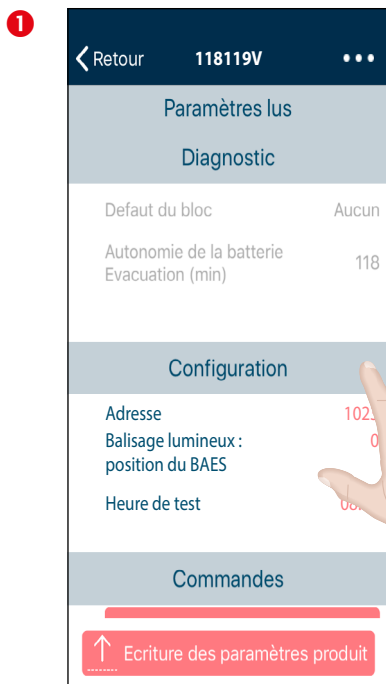 1
Retour 118119V
Paramètres lus
Diagnostic
Defaut du bloc Aucun
Autonomie de la batterie
Evacuation (min) 118
Configuration
Adresse
Balisage lumineux : 0
position du BAES
Heure de test
Commandes
Ecriture des paramètres produit